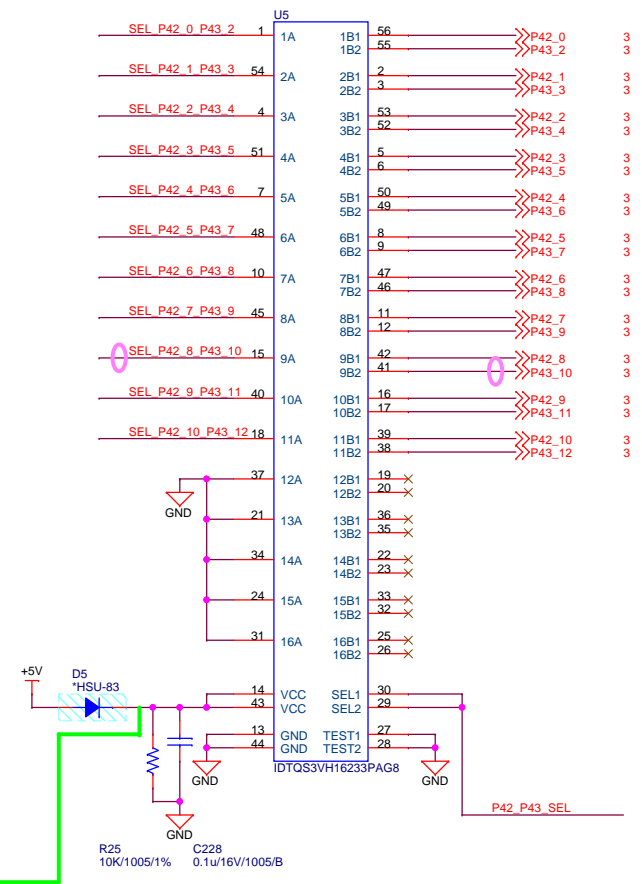 U5
SEL_P42_0_P43_2 1 1A 1B1 56 P42_0 3
1B2 55 P43_2 3
SEL_P42_1_P43_3 54 2A 2B1 2 P42_1 3
2B2 3 P43_3 3
SEL_P42_2_P43_4 4 3A 3B1 53 P42_2 3
3B2 52 P43_4 3
SEL_P42_3_P43_5 51 4A 4B1 5 P42_3 3
4B2 6 P43_5 3
SEL_P42_4_P43_6 7 5A 5B1 50 P42_4 3
5B2 49 P43_6 3
SEL_P42_5_P43_7 48 6A 6B1 8 P42_5 3
6B2 9 P43_7 3
SEL_P42_6_P43_8 10 7A 7B1 47 P42_6 3
7B2 46 P43_8 3
SEL_P42_7_P43_9 45 8A 8B1 11 P42_7 3
8B2 12 P43_9 3
SEL_P42_8_P43_10 15 9A 9B1 42 P42_8 3
9B2 41 P43_10 3
SEL_P42_9_P43_11 40 10A 10B1 16 P42_9 3
10B2 17 P43_11 3
SEL_P42_10_P43_12 18 11A 11B1 39 P42_10 3
11B2 38 P43_12 3
37 12A 12B1 19
12B2 20
GND
21 13A 13B1 36
13B2 35
34 14A 14B1 22
14B2 23
24 15A 15B1 33
15B2 32
31 16A 16B1 25
16B2 26
+5V
D5
*HSU-83
14 VCC SEL1 30
43 VCC SEL2 29
13 GND TEST1 27
44 GND TEST2 28
IDTQS3VH16233PAG8
GND
GND
P42_P43_SEL
GND
R25
10K/1005/1%
C228
0.1u/16V/1005/B